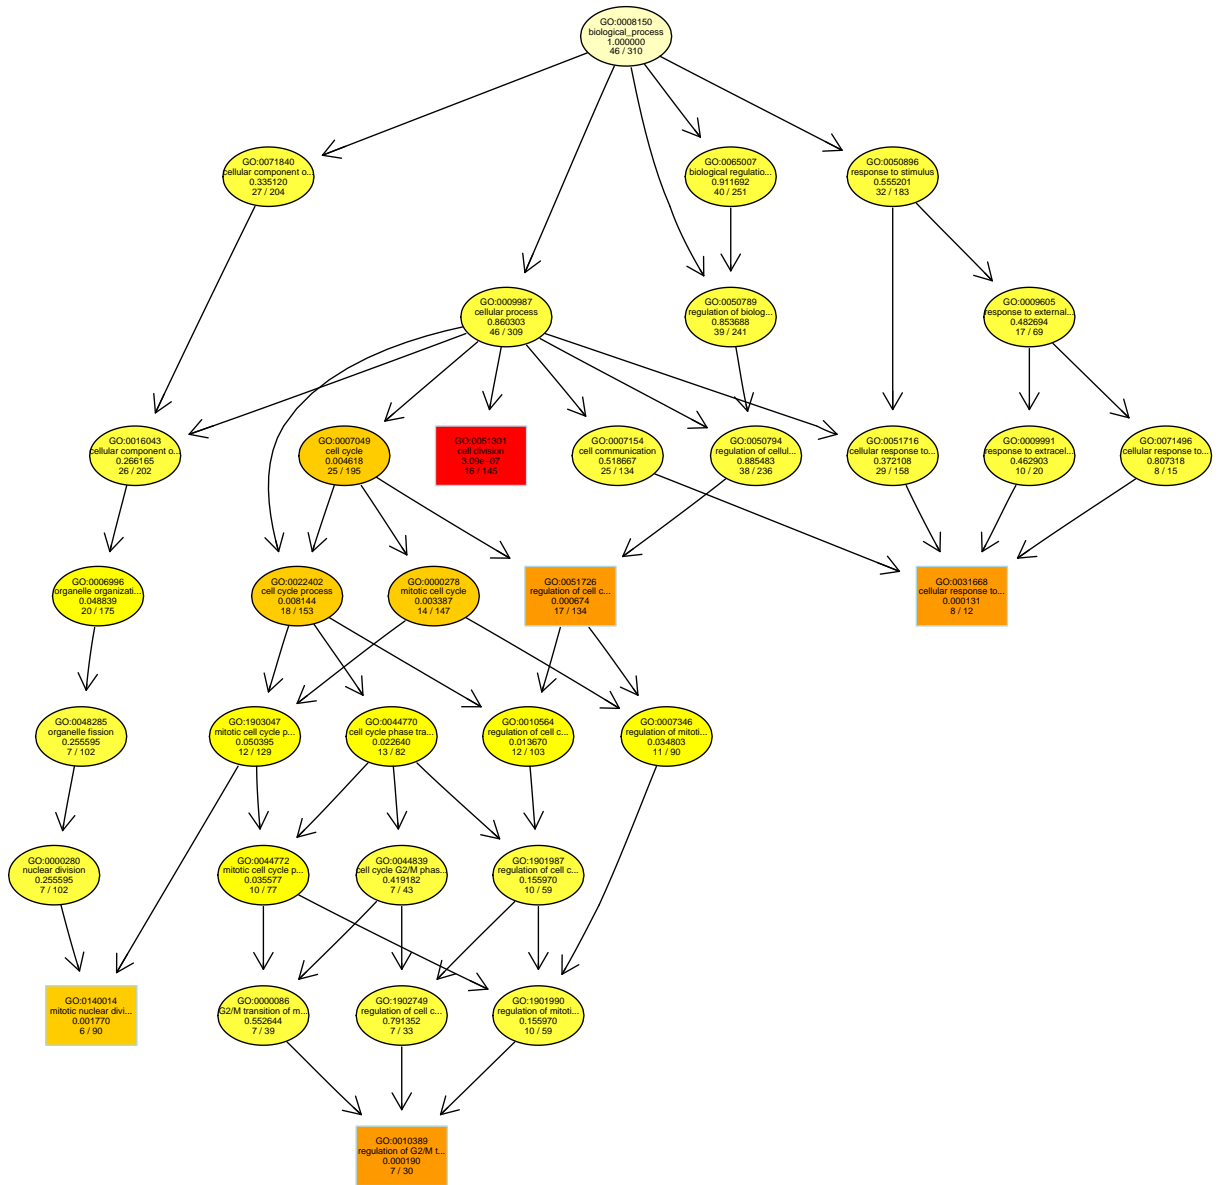 GO:0008150
biological_process
1.000000
46 / 310
GO:0071840
cellular component o...
0.335120
27 / 204
GO:0065007
biological regulatio...
0.911692
40 / 251
GO:0050896
response to stimulus
0.555201
32 / 183
GO:0009987
cellular process
0.860303
46 / 309
GO:0050789
regulation of biolog...
0.853688
39 / 241
GO:0009605
response to external...
0.482694
17 / 69
GO:0016043
cellular component o...
0.266165
26 / 202
GO:0007049
cell cycle
0.004618
25 / 195
GO:0051301
cell division
3.09e-07
16 / 145
GO:0007154
cell communication
0.518667
25 / 134
GO:0050794
regulation of cellul...
0.885483
38 / 236
GO:0051716
cellular response to...
0.372108
29 / 158
GO:0009991
response to extracel...
0.462903
10 / 20
GO:0071496
cellular response to...
0.807318
8 / 15
GO:0006996
organelle organizati...
0.048839
20 / 175
GO:0022402
cell cycle process
0.008144
18 / 153
GO:0000278
mitotic cell cycle
0.003387
14 / 147
GO:0051726
regulation of cell c...
0.000674
17 / 134
GO:0031668
cellular response to...
0.000131
8 / 12
GO:0048285
organelle fission
0.255595
7 / 102
GO:1903047
mitotic cell cycle p...
0.050395
12 / 129
GO:0044770
cell cycle phase tra...
0.022640
13 / 82
GO:0010564
regulation of cell c...
0.013670
12 / 103
GO:0007346
regulation of mitoti...
0.034803
11 / 90
GO:0000280
nuclear division
0.255595
7 / 102
GO:0044772
mitotic cell cycle p...
0.035577
10 / 77
GO:0044839
cell cycle G2/M phas...
0.419182
7 / 43
GO:1901987
regulation of cell c...
0.155970
10 / 59
GO:0140014
mitotic nuclear divi...
0.001770
6 / 90
GO:0000086
G2/M transition of m...
0.552644
7 / 39
GO:1902749
regulation of cell c...
0.791352
7 / 33
GO:1901990
regulation of mitoti...
0.155970
10 / 59
GO:0010389
regulation of G2/M t...
0.000190
7 / 30